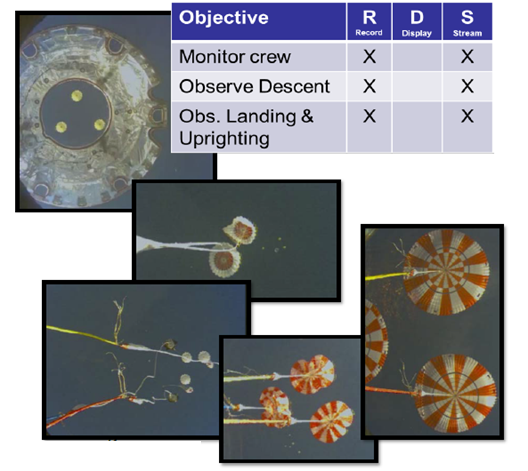 Objective R D S
Record Display Stream
Monitor crew X X
Observe Descent X X
Obs. Landing & X X
Uprighting